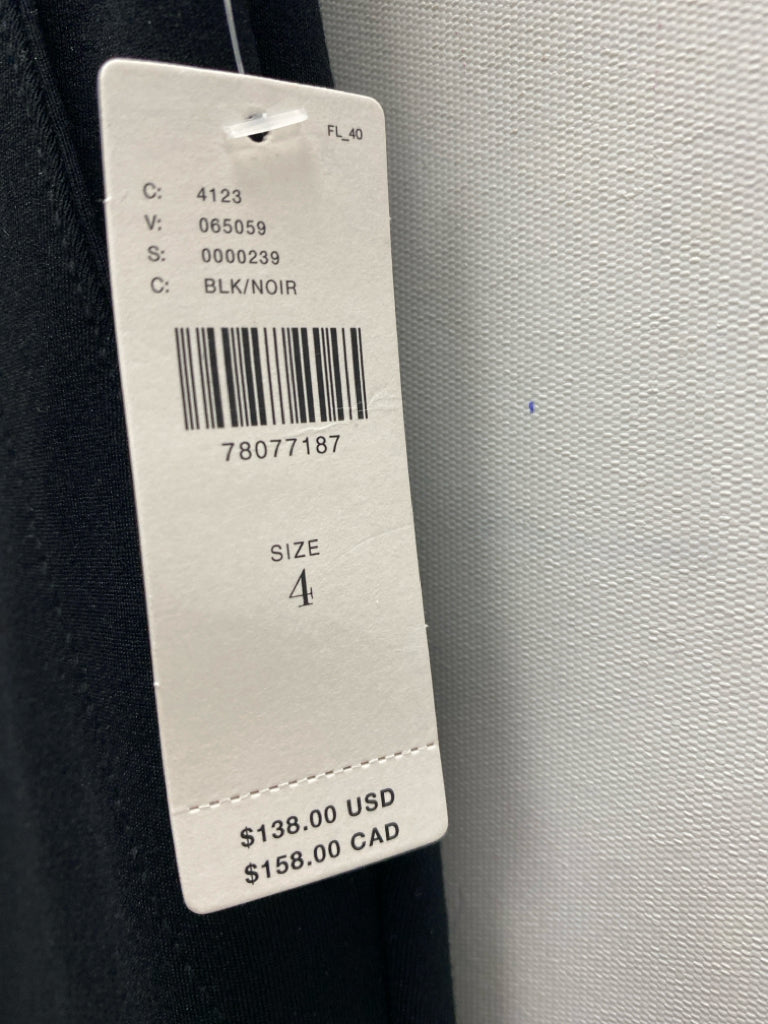 FL_40
C: 4123
V: 065059
S: 0000239
C: BLK/NOIR
78077187
SIZE
4
$138.00 USD
$158.00 CAD